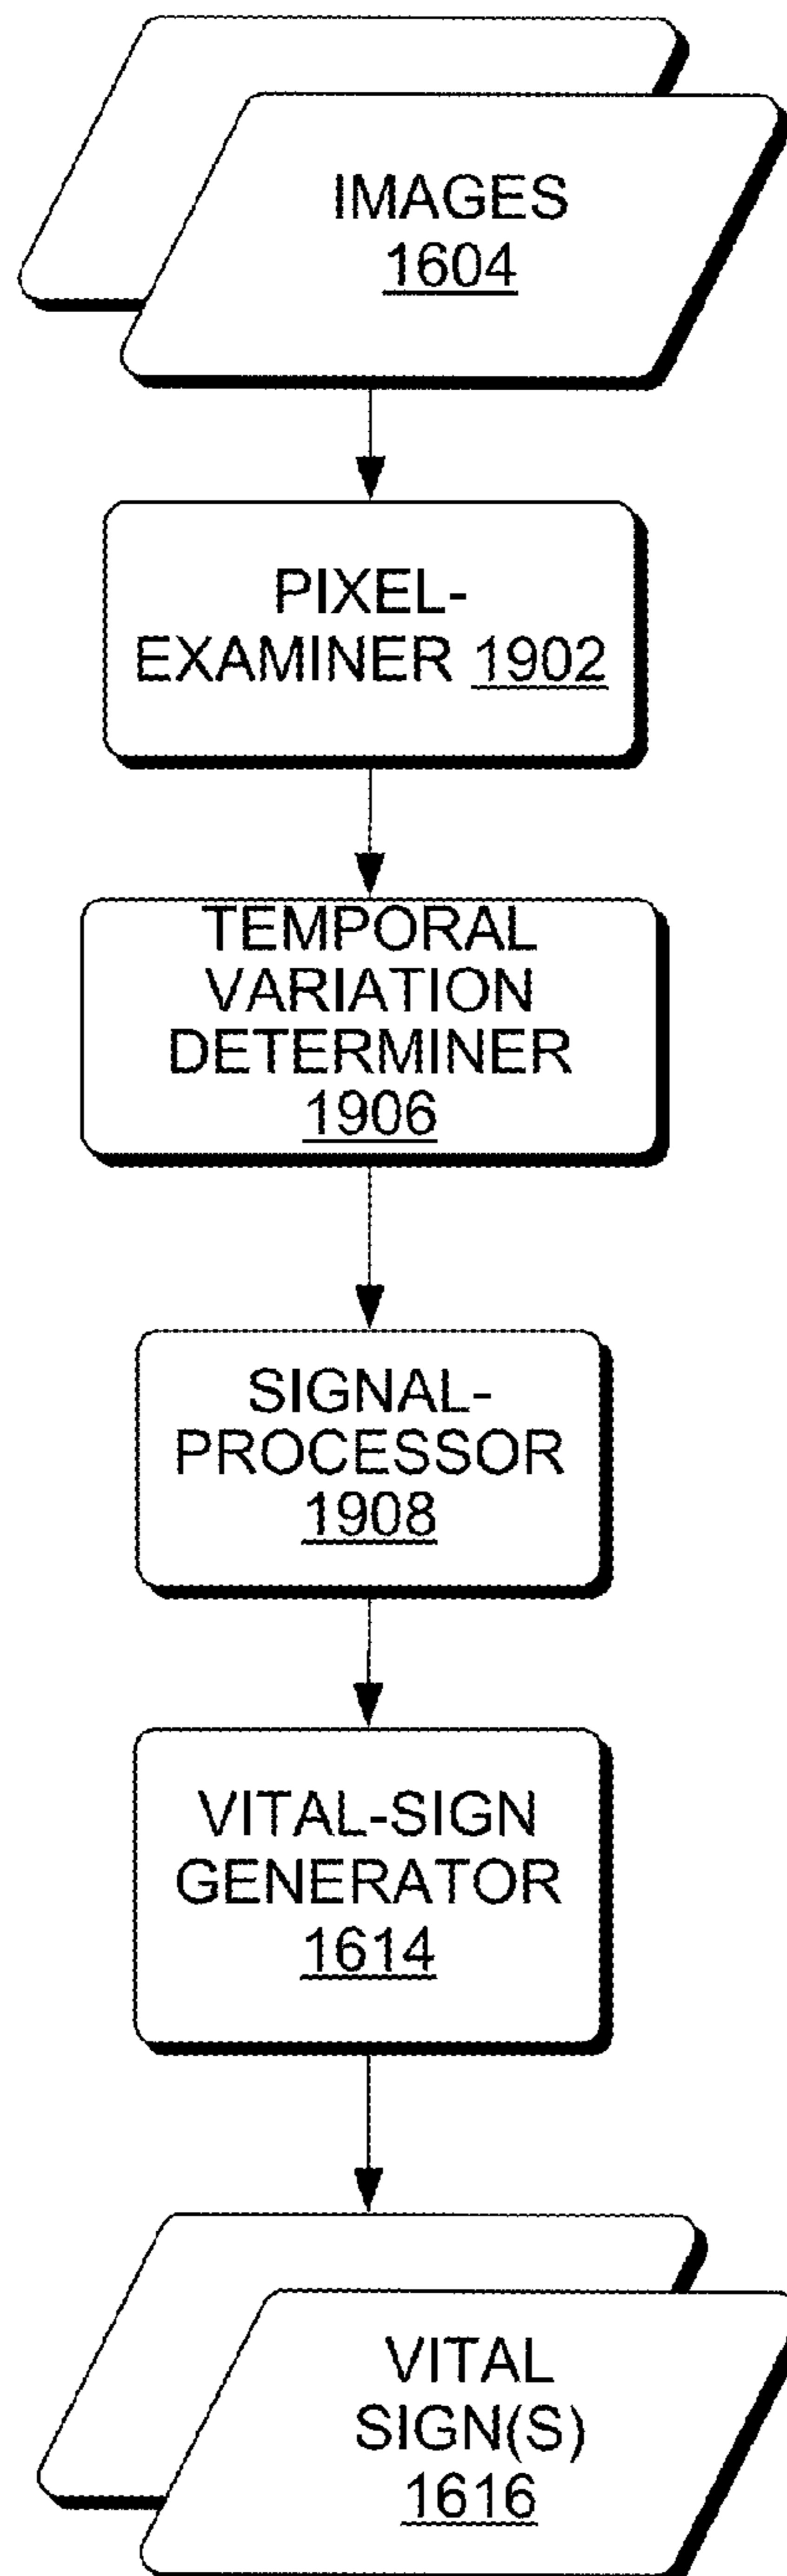 IMAGES
1604
PIXEL-
EXAMINER 1902
TEMPORAL
VARIATION
DETERMINER
1906
SIGNAL-
PROCESSOR
1908
VITAL-SIGN
GENERATOR
1614
VITAL
SIGN(S)
1616